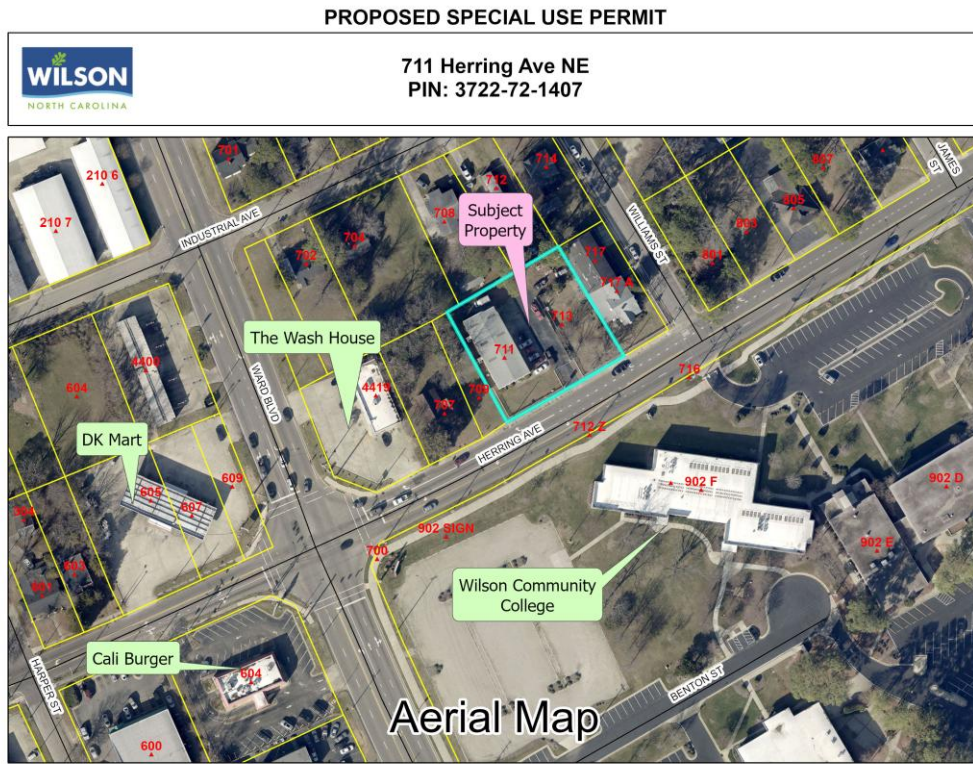 PROPOSED SPECIAL USE PERMIT
WILSON
NORTH CAROLINA
711 Herring Ave NE
PIN: 3722-72-1407
701
714
807
JAMES
ST
210 6
712
805
210 7
INDUSTRIAL AVE
708
Subject
Property
WILLIAMS ST
803
704
702
717
801
717 A
The Wash House
713
711
4400
WARD BLVD
716
604
4419
709
707
712 Z
DK Mart
HERRING AVE
609
605
607
902 F
902 D
902 SIGN
902 E
700
603
601
Wilson Community
College
Cali Burger
604
HARPER ST
BENTON ST
Aerial Map
600